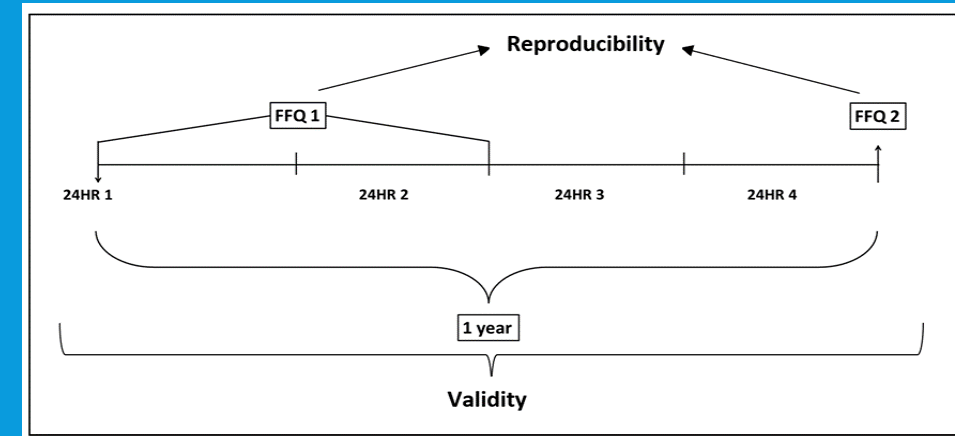 Reproducibility
FFQ 1
FFQ 2
24HR 1
24HR 2
24HR 3
24HR 4
1 year
Validity